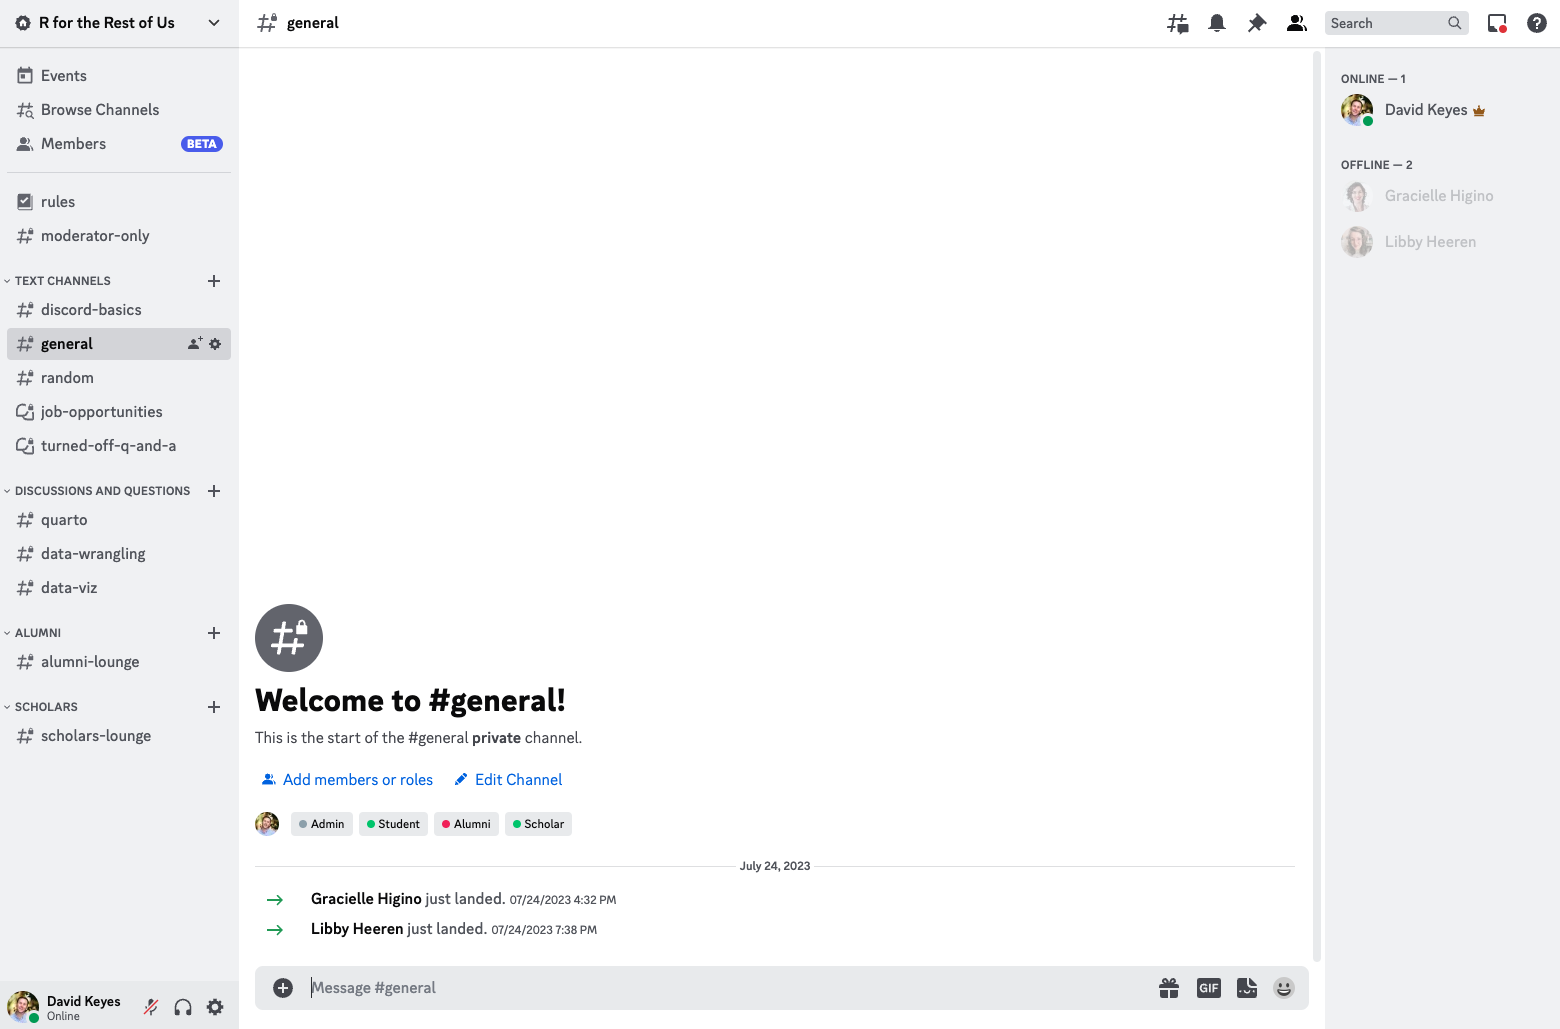 R for the Rest of Us
Events
Browse Channels
Members BETA
rules
moderator-only
TEXT CHANNELS
discord-basics
general
random
job-opportunities
turned-off-q-and-a
DISCUSSIONS AND QUESTIONS
quarto
data-wrangling
data-viz
ALUMNI
alumni-lounge
SCHOLARS
scholars-lounge
David Keyes
Online
general
Search
Welcome to #general!
This is the start of the #general private channel.
Add members or roles Edit Channel
Admin Student Alumni Scholar
July 24, 2023
Gracielle Higino just landed. 07/24/2023 4:32 PM
Libby Heeren just landed. 07/24/2023 7:38 PM
Message #general
GIF
ONLINE — 1
David Keyes
OFFLINE — 2
Gracielle Higino
Libby Heeren